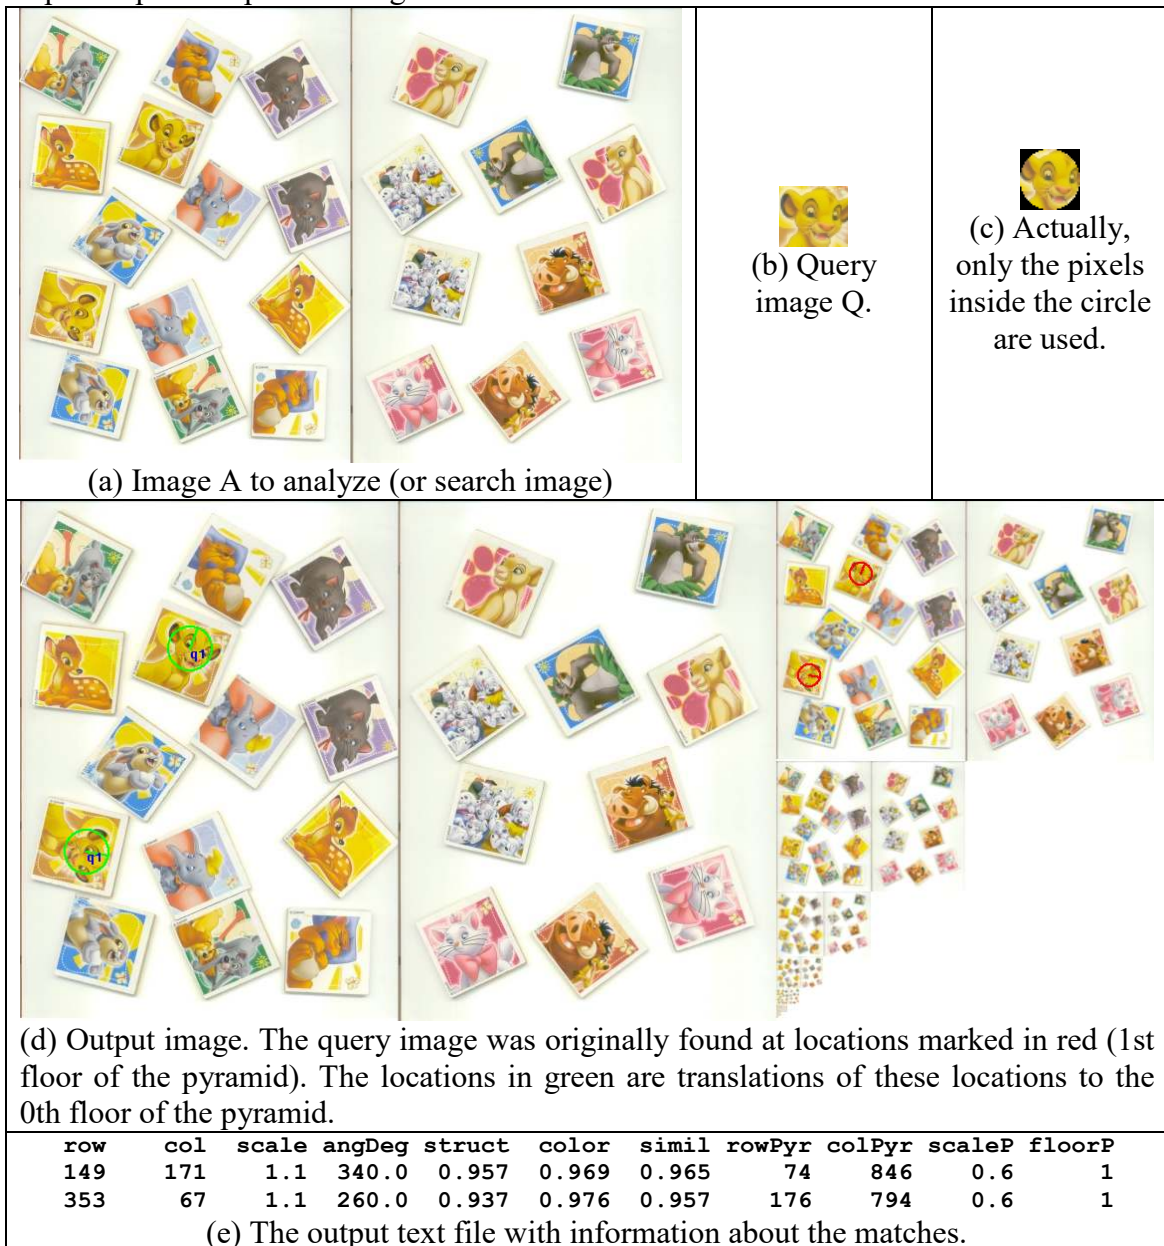 (a) Image A to analyze (or search image)
(b) Query
image Q.
(c) Actually,
only the pixels
inside the circle
are used.
q1
q1
(d) Output image. The query image was originally found at locations marked in red (1st
floor of the pyramid). The locations in green are translations of these locations to the
0th floor of the pyramid.
row col scale angDeg struct color simil rowPyr colPyr scaleP floorP
149 171 1.1 340.0 0.957 0.969 0.965 74 846 0.6 1
353 67 1.1 260.0 0.937 0.976 0.957 176 794 0.6 1
(e) The output text file with information about the matches.